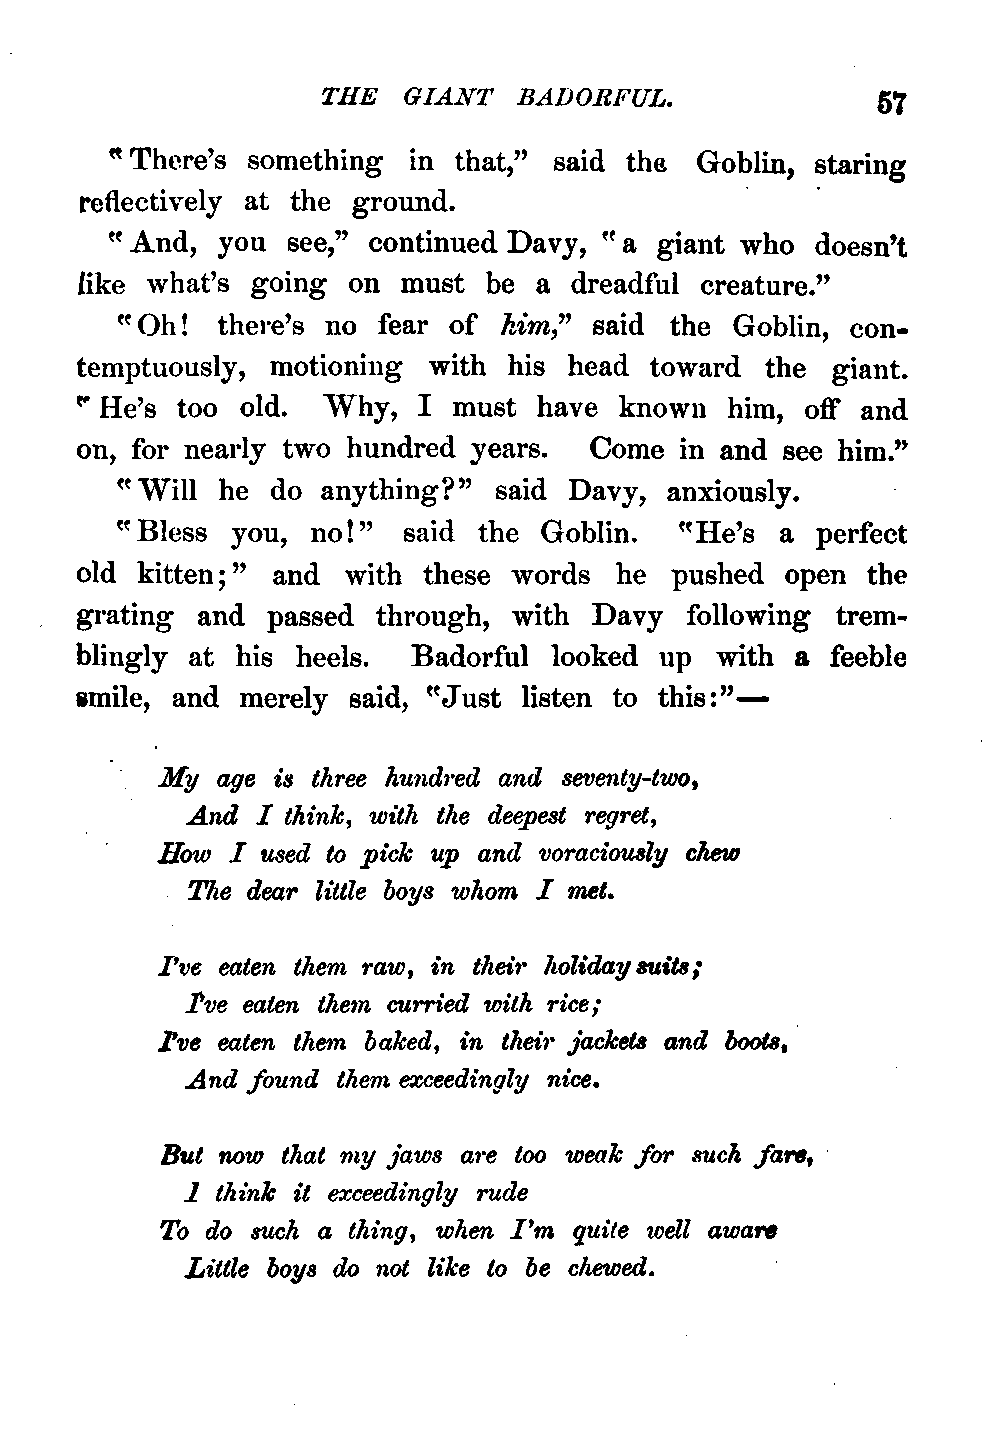 THE GIANT BADORFUL. 57
"There's something in that," said the Goblin, staring
reflectively at the ground.
"And, you see," continued Davy, "a giant who doesn't
like what's going on must be a dreadful creature."
"Oh! there's no fear of him," said the Goblin, con-
temptuously, motioning with his head toward the giant.
"He's too old. Why, I must have known him, off and
on, for nearly two hundred years. Come in and see him."
"Will he do anything?" said Davy, anxiously.
"Bless you, no!" said the Goblin. "He's a perfect
old kitten;" and with these words he pushed open the
grating and passed through, with Davy following trem-
blingly at his heels. Badorful looked up with a feeble
smile, and merely said, "Just listen to this:"—
My age is three hundred and seventy-two,
And I think, with the deepest regret,
How I used to pick up and voraciously chew
The dear little boys whom I met.
I've eaten them raw, in their holiday suits;
I've eaten them curried with rice;
I've eaten them baked, in their jackets and boots,
And found them exceedingly nice.
But now that my jaws are too weak for such fare,
I think it exceedingly rude
To do such a thing, when I'm quite well aware
Little boys do not like to be chewed.